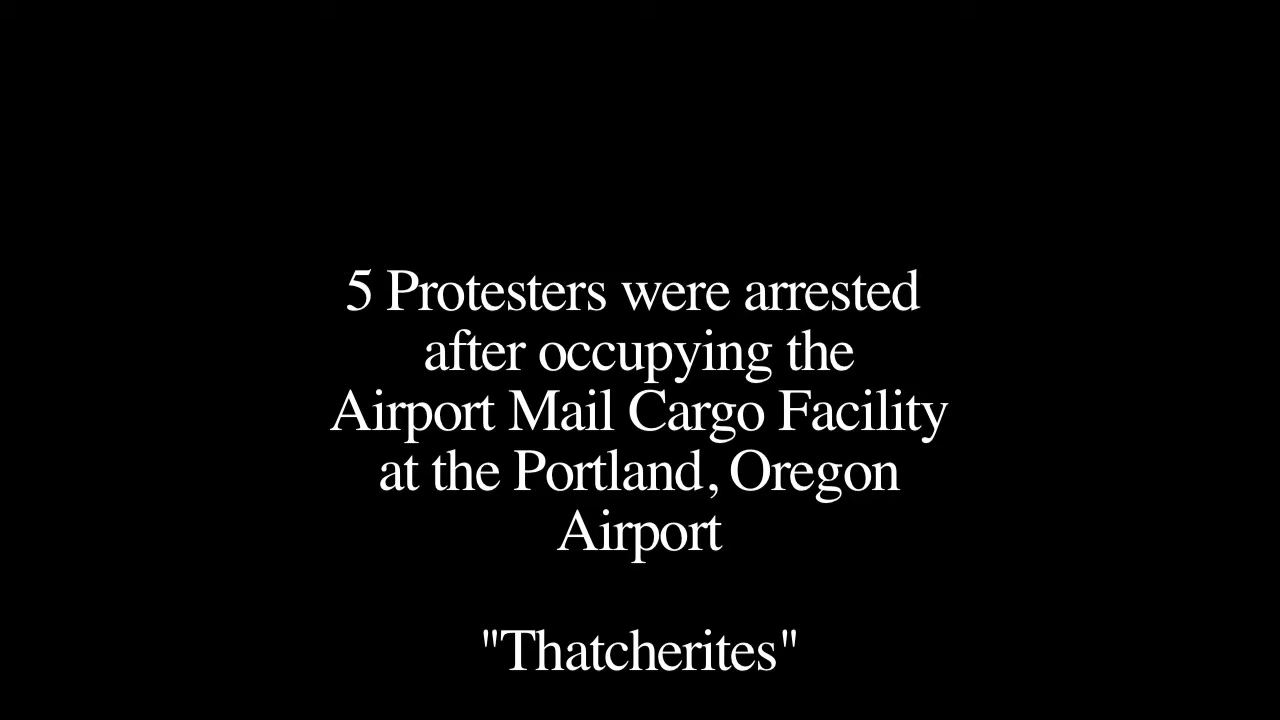 5 Protesters were arrested
after occupying the
Airport Mail Cargo Facility
at the Portland, Oregon
Airport
"Thatcherites"